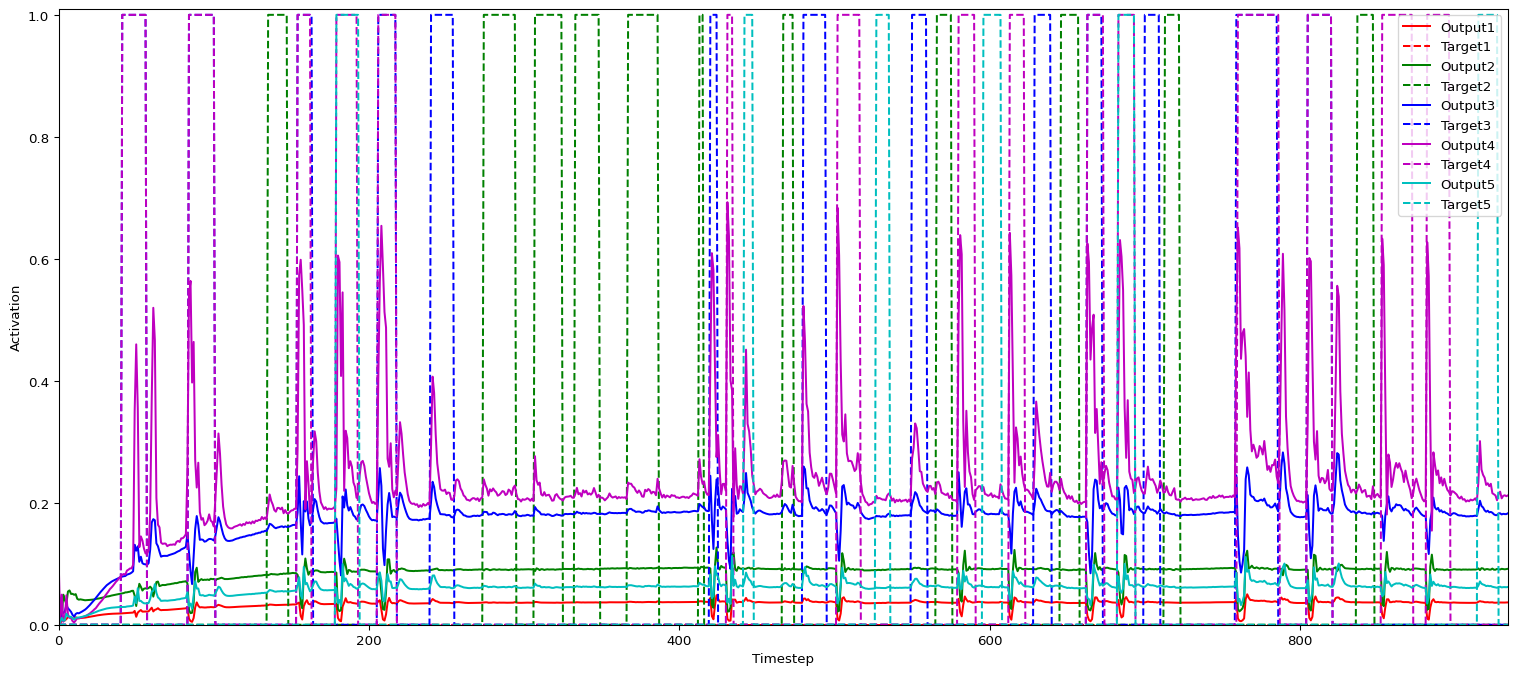 1.0
0.8
0.6
0.4
0.2
0.0
Activation
0
200
400
600
800
Timestep
Output1
Target1
Output2
Target2
Output3
Target3
Output4
Target4
Output5
Target5